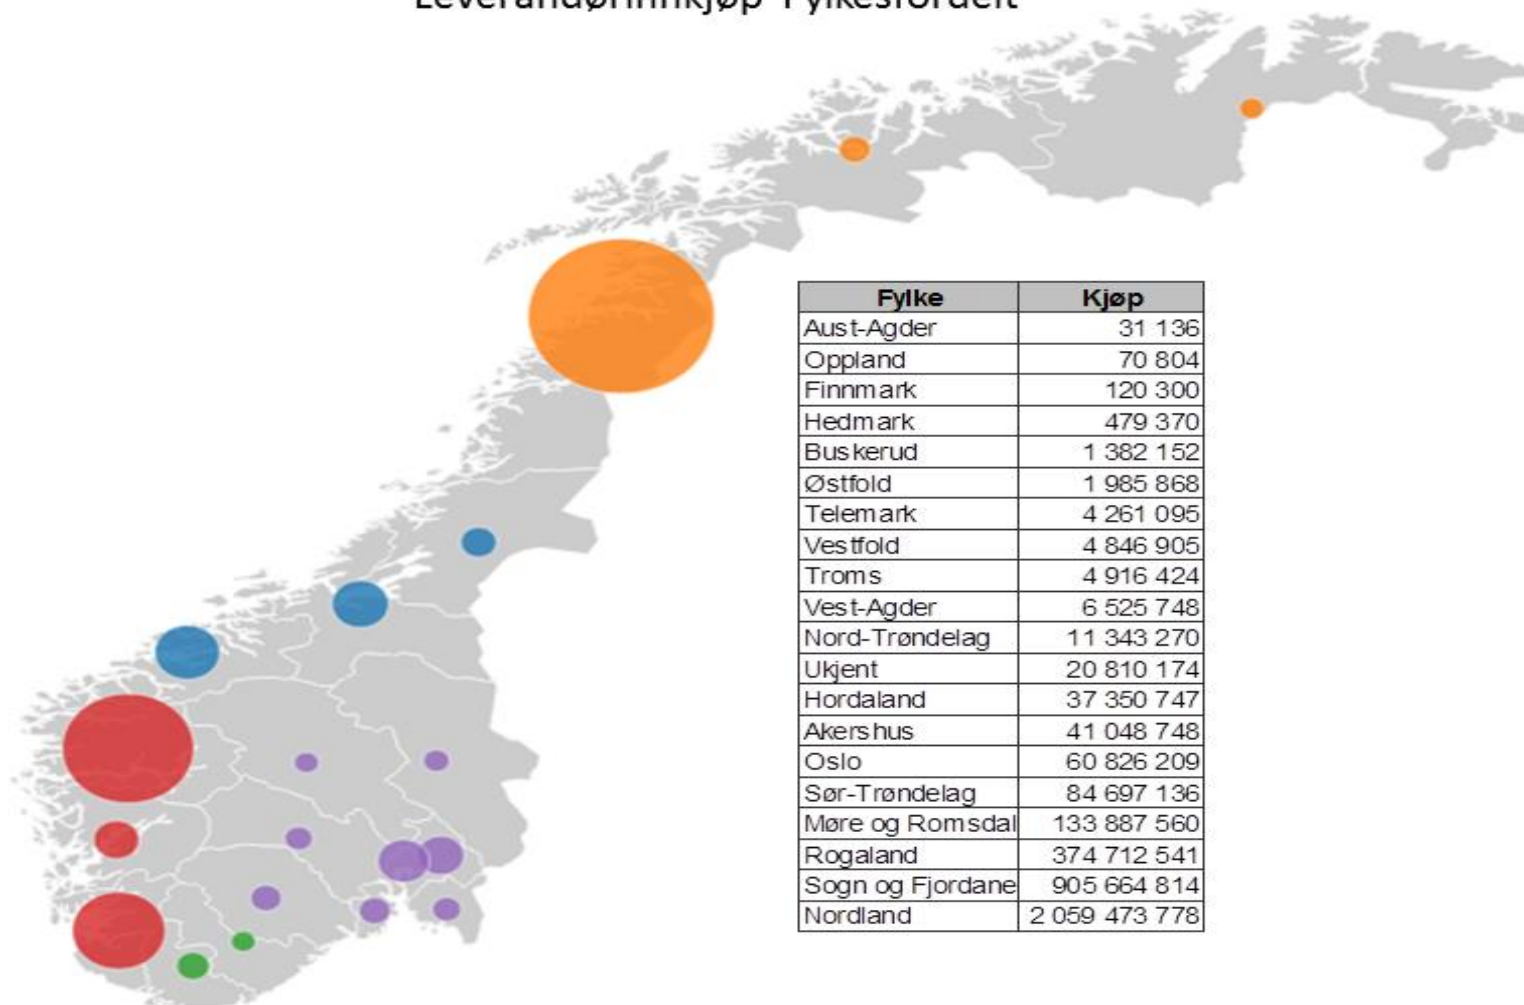 Leverandørinnkjøp Fylkesfordelt
Fylke Kjøp
Aust-Agder 31 136
Oppland 70 804
Finnmark 120 300
Hedmark 479 370
Buskerud 1 382 152
Østfold 1 985 868
Telemark 4 261 095
Vestfold 4 846 905
Troms 4 916 424
Vest-Agder 6 525 748
Nord-Trøndelag 11 343 270
Ukjent 20 810 174
Hordaland 37 350 747
Akershus 41 048 748
Oslo 60 826 209
Sør-Trøndelag 84 697 136
Møre og Romsdal 133 887 560
Rogaland 374 712 541
Sogn og Fjordane 905 664 814
Nordland 2 059 473 778